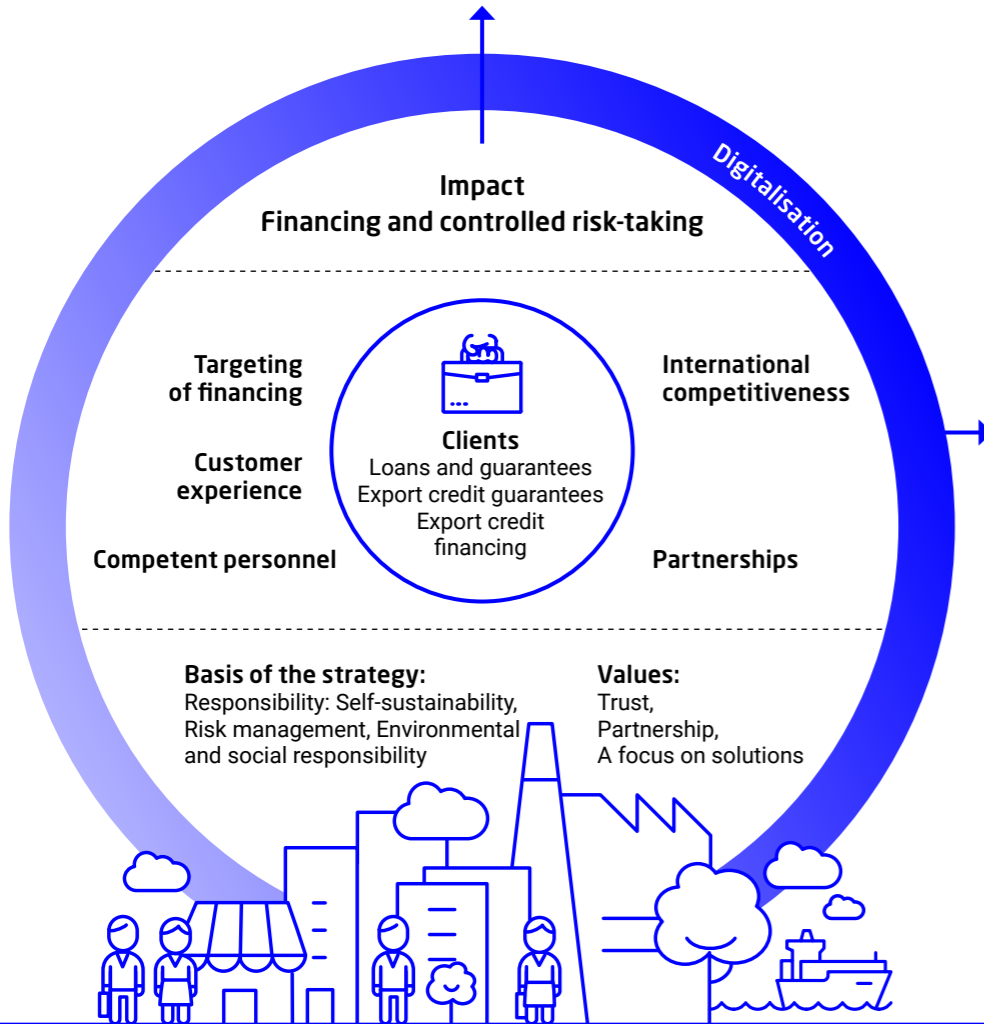 Digitalisation
Impact
Financing and controlled risk-taking
Targeting
of financing
Customer
experience
Competent personnel
Clients
Loans and guarantees
Export credit guarantees
Export credit
financing
International
competitiveness
Partnerships
Basis of the strategy:
Responsibility: Self-sustainability,
Risk management, Environmental
and social responsibility
Values:
Trust,
Partnership,
A focus on solutions